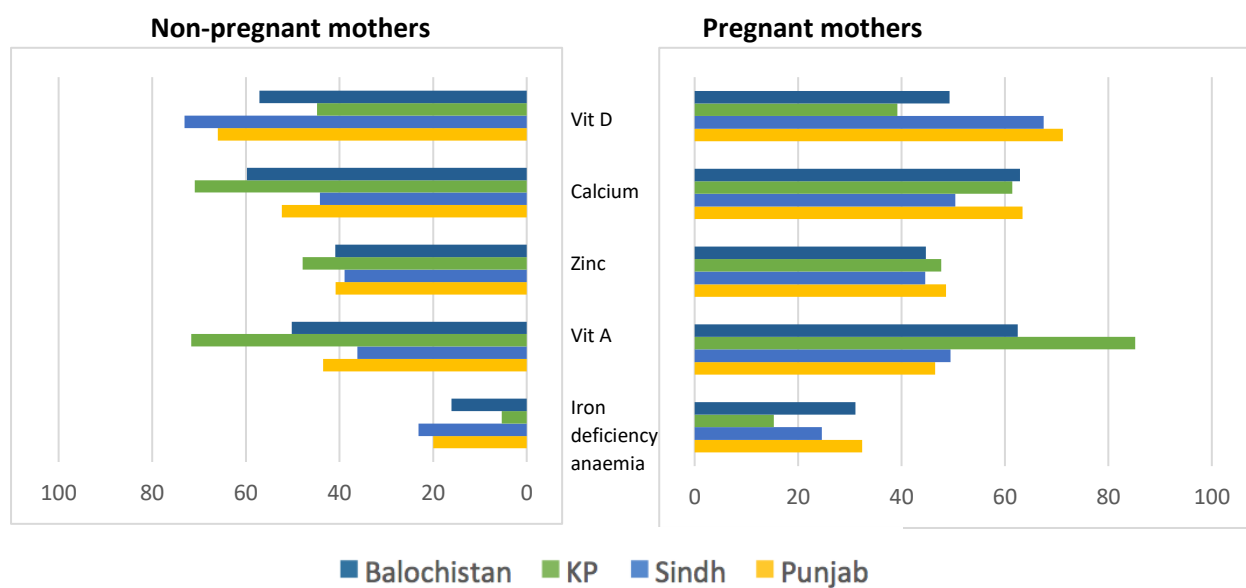 Non-pregnant mothers
Pregnant mothers
Vit D
Calcium
Zinc
Vit A
Iron
deficiency
anaemia
100 80 60 40 20 0
0 20 40 60 80 100
Balochistan KP Sindh Punjab